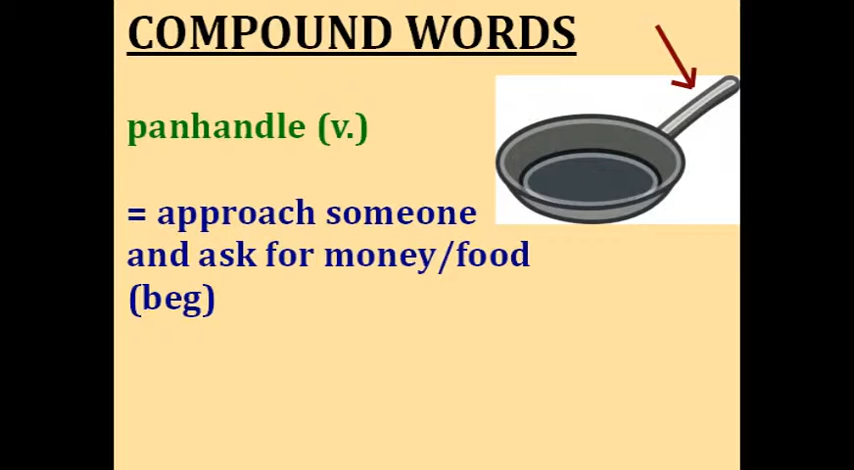 COMPOUND WORDS
panhandle (v.)
= approach someone
and ask for money/food
(beg)